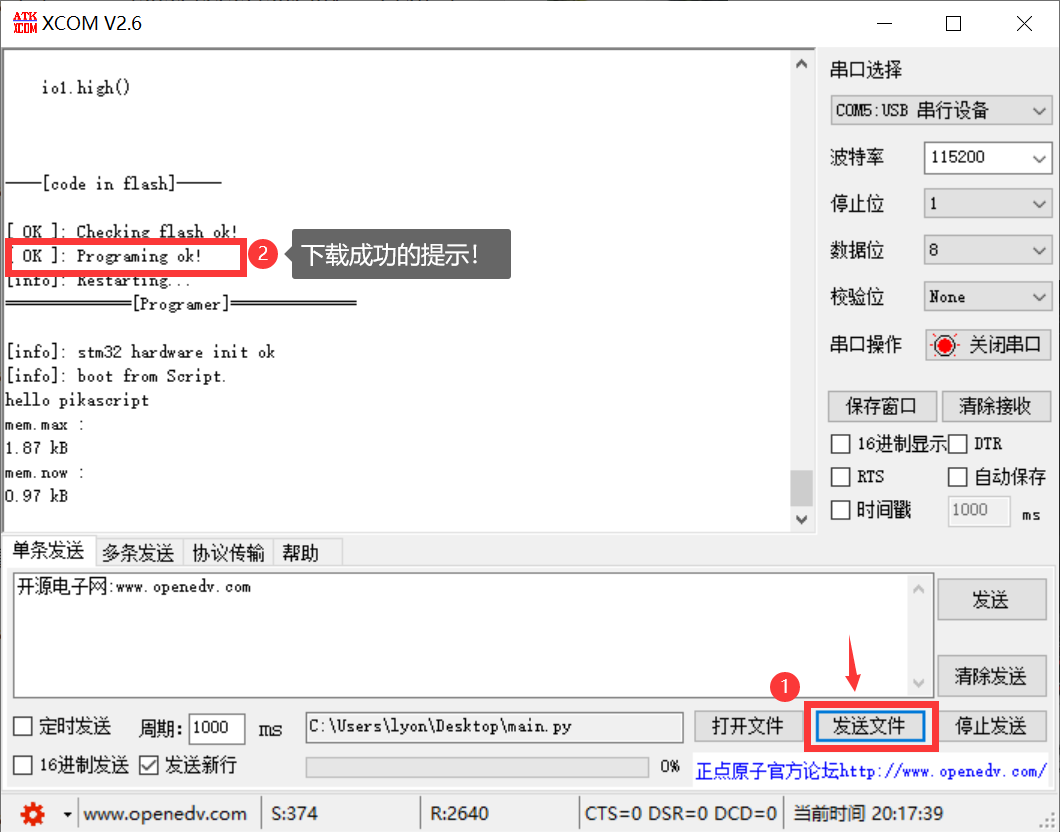 ATK
XCOM XCOM V2.6
io1.high()
[code in flash]
[ OK ]: Checking flash ok!
[ OK ]: Programing ok!
2
下载成功的提示！
[info]: Restarting...
[Programer]
[info]: stm32 hardware init ok
[info]: boot from Script.
hello pikascript
mem.max :
1.87 kB
mem.now :
0.97 kB
串口选择
COM5:USB 串行设备
波特率 115200
停止位 1
数据位 8
校验位 None
串口操作 关闭串口
保存窗口 清除接收
16进制显示 DTR
RTS 自动保存
时间戳 1000 ms
单条发送 多条发送 协议传输 帮助
开源电子网:www.openedv.com
发送
清除发送
1
定时发送 周期: 1000 ms C:\Users\lyon\Desktop\main.py 打开文件 发送文件 停止发送
16进制发送 发送新行 0% 正点原子官方论坛http://www.openedv.com/
www.openedv.com S:374 R:2640 CTS=0 DSR=0 DCD=0 当前时间 20:17:39